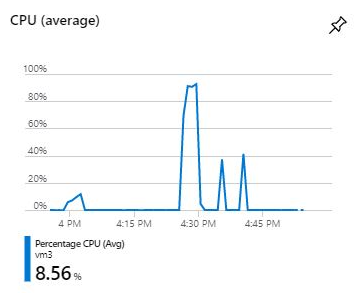 CPU (average)
100%
80%
60%
40%
20%
0%
4 PM 4:15 PM 4:30 PM 4:45 PM
Percentage CPU (Avg)
vm3
8.56 %